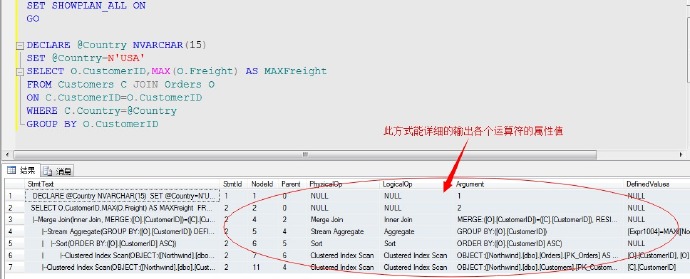 SET SHOWPLAN_ALL ON
GO
DECLARE @Country NVARCHAR(15)
SET @Country=N'USA'
SELECT O.CustomerID,MAX(O.Freight) AS MAXFreight
FROM Customers C JOIN Orders O
ON C.CustomerID=O.CustomerID
WHERE C.Country=@Country
GROUP BY O.CustomerID
此方式能详细的输出各个运算符的属性值
结果 消息
StmtText StmtId NodeId Parent PhysicalOp LogicalOp Argument DefinedValues
1 DECLARE @Country NVARCHAR(15) SET @Country=N'U... 1 1 0 NULL NULL 1 NULL
2 SELECT O.CustomerID,MAX(O.Freight) AS MAXFreight FR... 2 2 0 NULL NULL 2 NULL
3 |--Merge Join(Inner Join, MERGE:([O].[CustomerID])=([C].[... 2 4 2 Merge Join Inner Join MERGE:([O].[CustomerID])=([C].[CustomerID]), RESI... NULL
4 |--Stream Aggregate(GROUP BY:([O].[CustomerID]) DEFI... 2 5 4 Stream Aggregate Aggregate GROUP BY:([O].[CustomerID]) [Expr1004]=MAX([Nor
5 | |--Sort(ORDER BY:([O].[CustomerID] ASC)) 2 6 5 Sort Sort ORDER BY:([O].[CustomerID] ASC) NULL
6 | |--Clustered Index Scan(OBJECT:([Northwind].[dbo].[Or... 2 7 6 Clustered Index Scan Clustered Index Scan OBJECT:([Northwind].[dbo].[Orders].[PK_Orders] AS ... [O].[CustomerID], [O]
7 |--Clustered Index Scan(OBJECT:([Northwind].[dbo].[Custo... 2 11 4 Clustered Index Scan Clustered Index Scan OBJECT:([Northwind].[dbo].[Customers].[PK_Custom... [C].[CustomerID], [C]